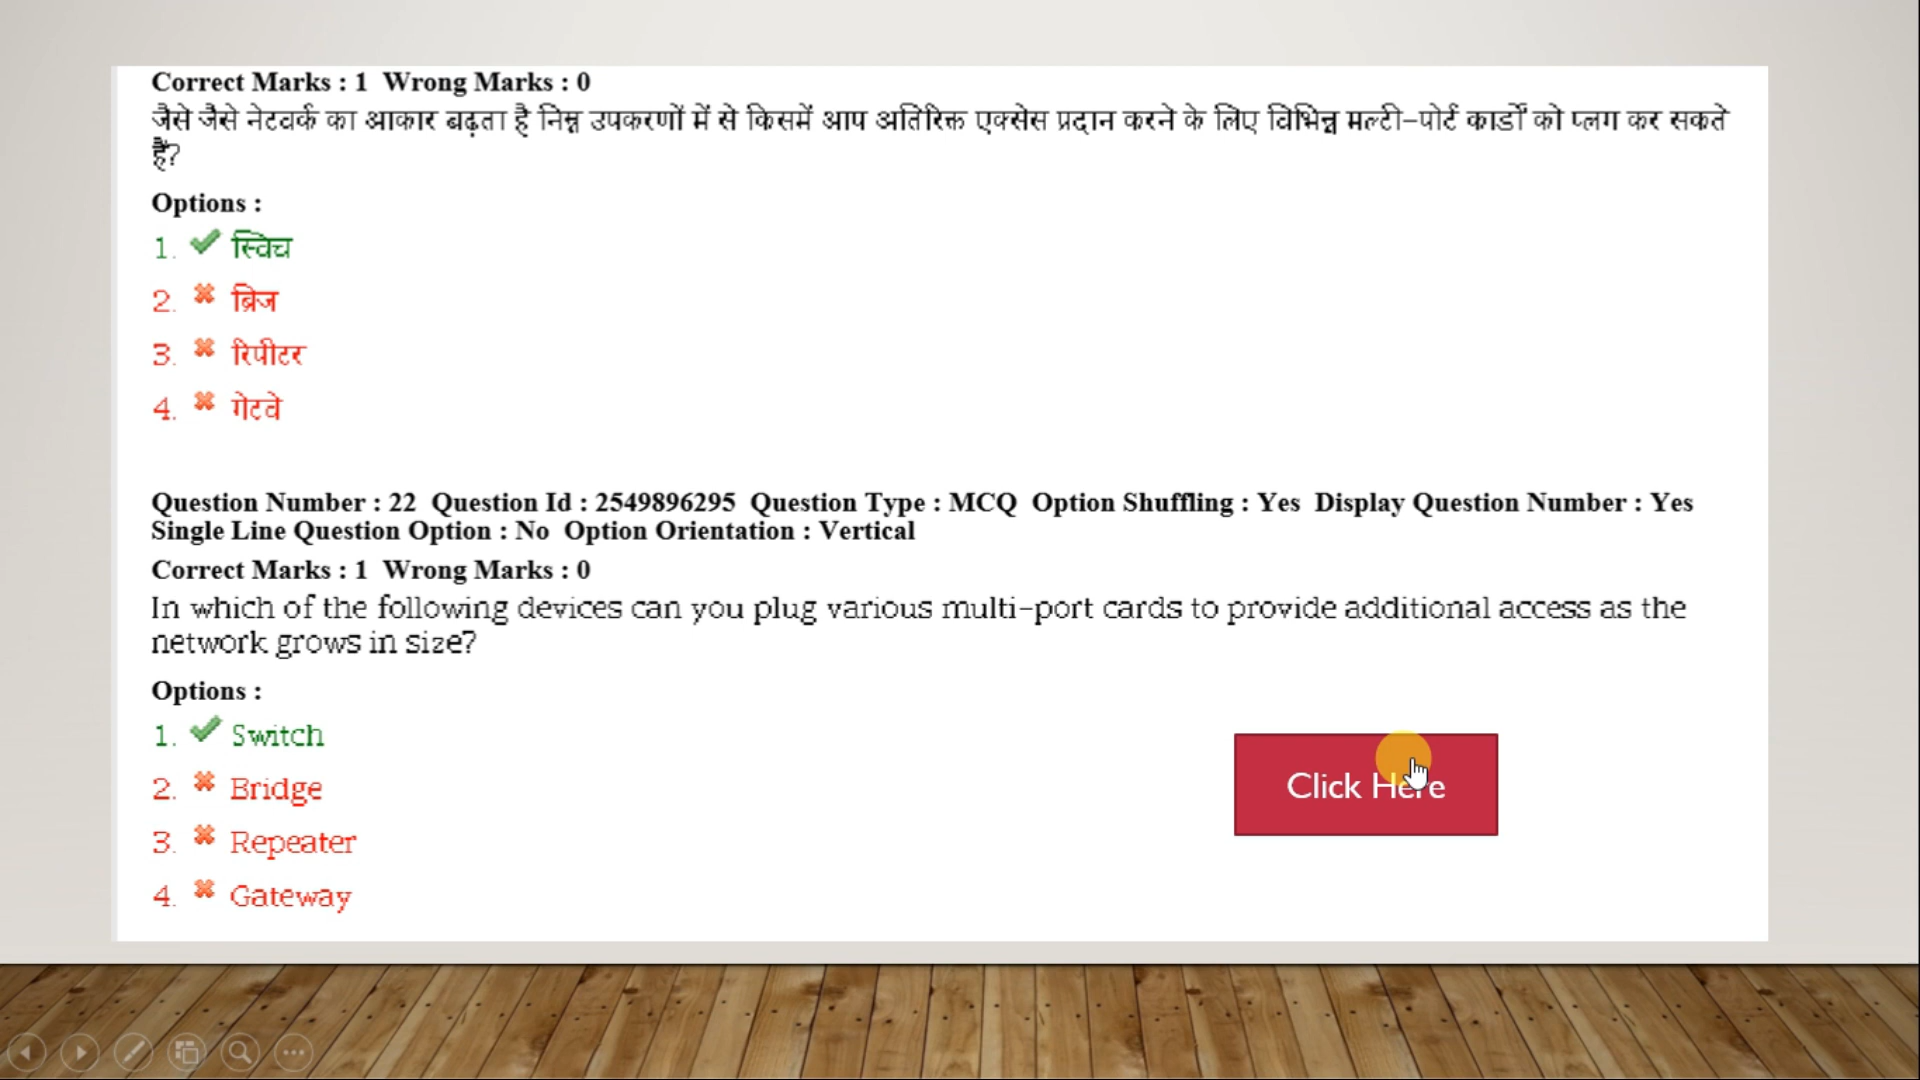 Correct Marks : 1 Wrong Marks : 0
जैसे जैसे नेटवर्क का आकार बढ़ता है निम्न उपकरणों में से किसमें आप अतिरिक्त एक्सेस प्रदान करने के लिए विभिन्न मल्टी-पोर्ट कार्डों को प्लग कर सकते
हैं?
Options :
1. स्विच
2. ब्रिज
3. रिपीटर
4. गेटवे
Question Number : 22 Question Id : 2549896295 Question Type : MCQ Option Shuffling : Yes Display Question Number : Yes
Single Line Question Option : No Option Orientation : Vertical
Correct Marks : 1 Wrong Marks : 0
In which of the following devices can you plug various multi-port cards to provide additional access as the
network grows in size?
Options :
1. Switch
2. Bridge
3. Repeater
4. Gateway
Click Here